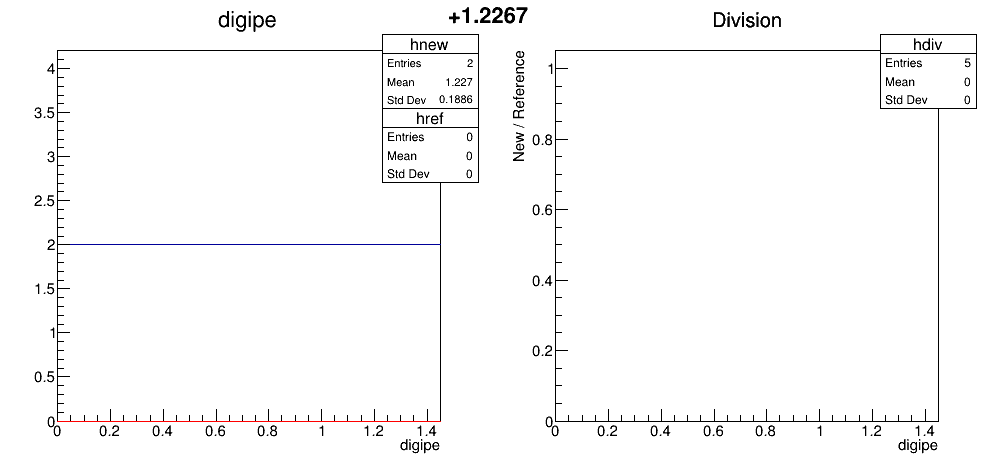 +1.2267
digipe
hnew
Entries 2
Mean 1.227
Std Dev 0.1886
href
Entries 0
Mean 0
Std Dev 0
4
3.5
3
2.5
2
1.5
1
0.5
0
0 0.2 0.4 0.6 0.8 1 1.2 1.4
digipe
Division
hdiv
Entries 5
Mean 0
Std Dev 0
New / Reference
1
0.8
0.6
0.4
0.2
0
0 0.2 0.4 0.6 0.8 1 1.2 1.4
digipe